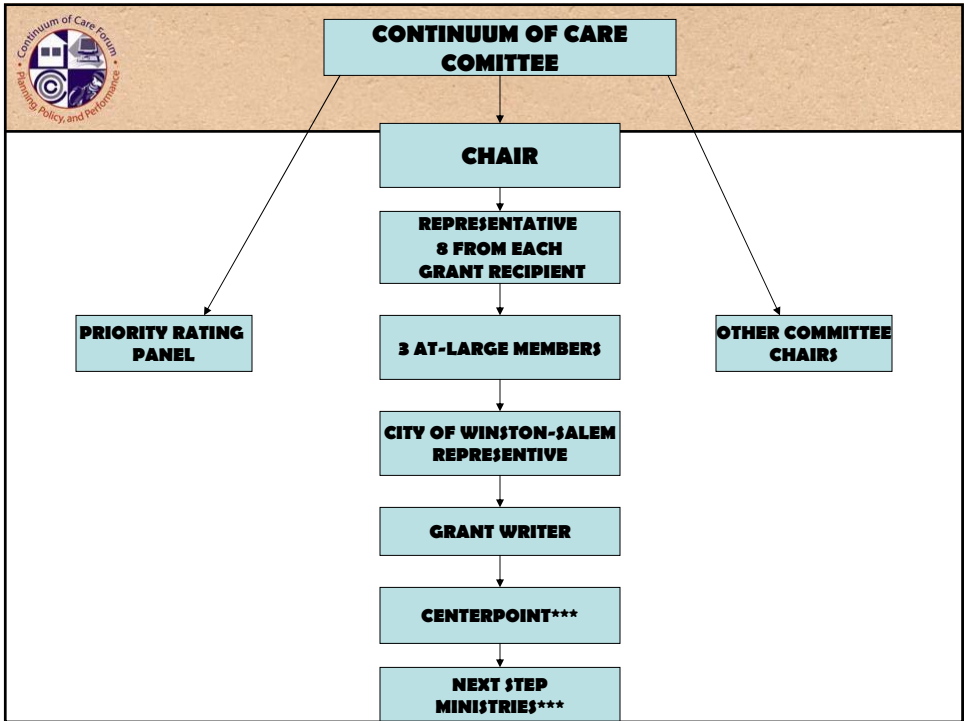 Continuum of Care Forum
Planning, Policy, and Performance
CONTINUUM OF CARE
COMITTEE
CHAIR
REPRESENTATIVE
8 FROM EACH
GRANT RECIPIENT
PRIORITY RATING
PANEL
3 AT-LARGE MEMBERS
OTHER COMMITTEE
CHAIRS
CITY OF WINSTON-SALEM
REPRESENTIVE
GRANT WRITER
CENTERPOINT***
NEXT STEP
MINISTRIES***